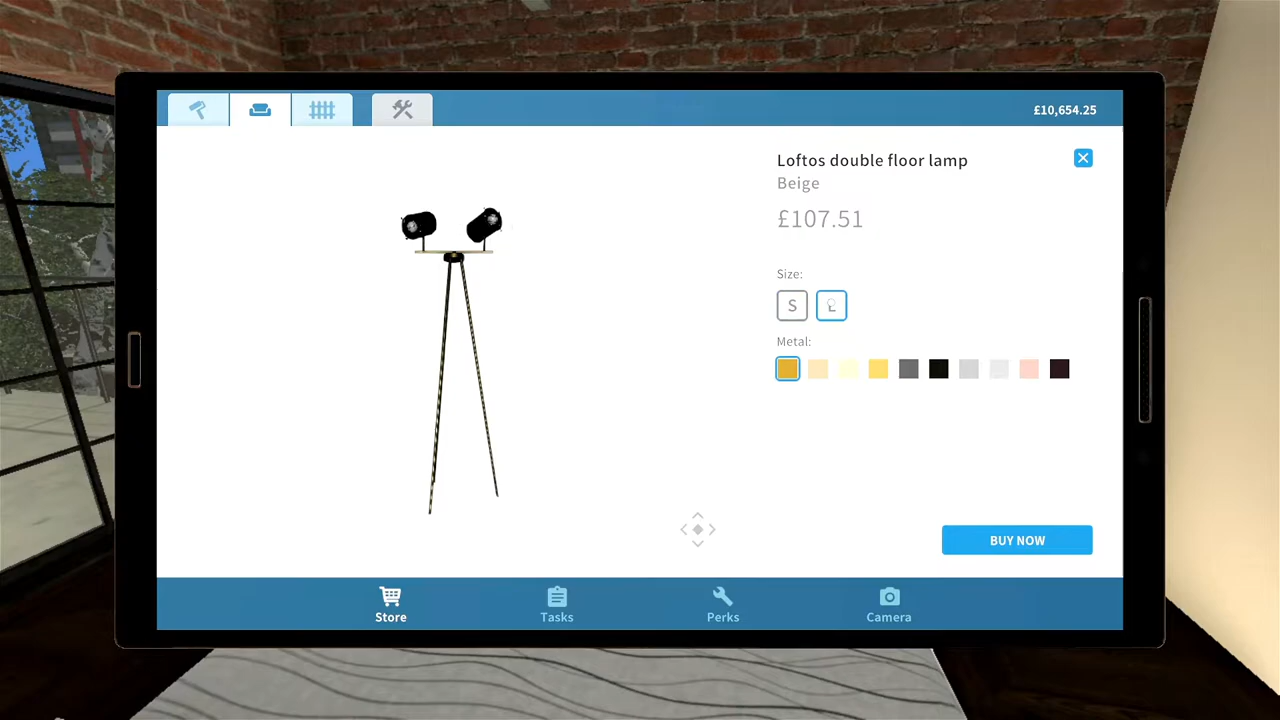 £10,654.25
Loftos double floor lamp
Beige
£107.51
Size:
S L
Metal:
BUY NOW
Store Tasks Perks Camera